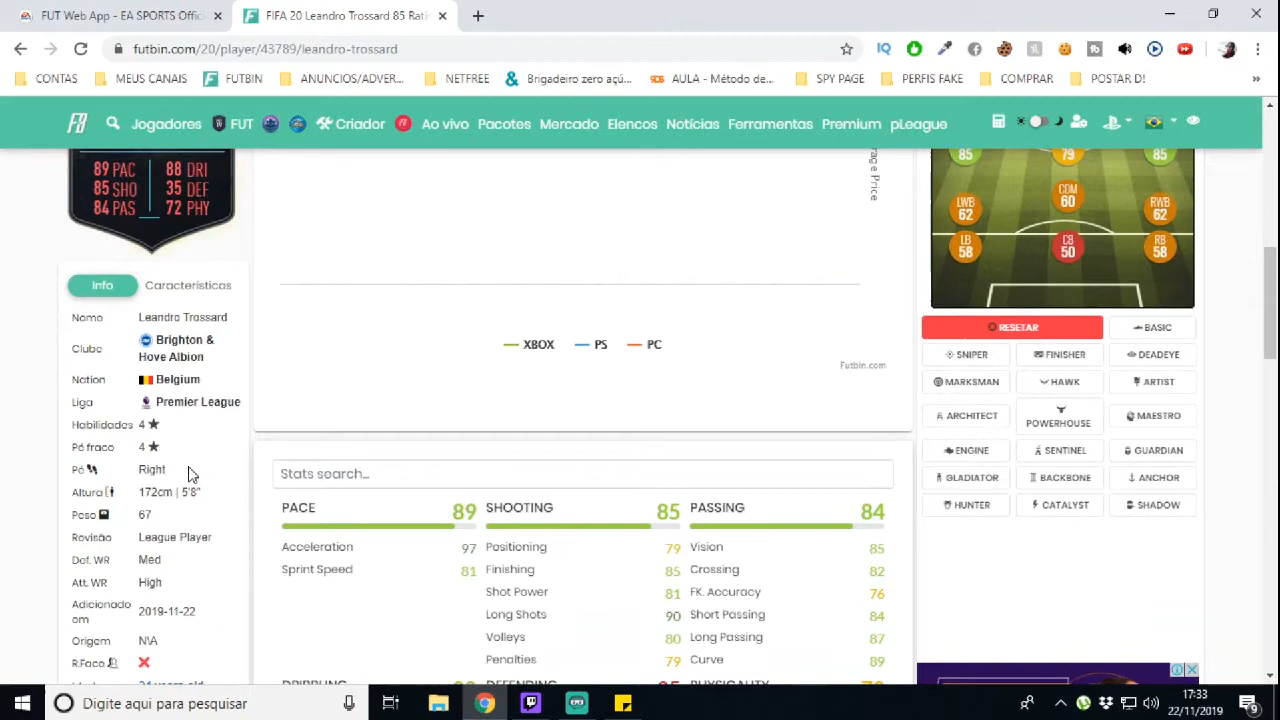 FUT Web App - EA SPORTS Offici
FIFA 20 Leandro Trossard 85 Rati
futbin.com/20/player/43789/leandro-trossard
CONTAS
MEUS CANAIS
FUTBIN
ANUNCIOS/ADVER...
NETFREE
Brigadeiro zero açú...
AULA - Método de...
SPY PAGE
PERFIS FAKE
COMPRAR
POSTAR D!
Jogadores
FUT
Criador
Ao vivo
Pacotes
Mercado
Elencos
Notícias
Ferramentas
Premium
pLeague
89 PAC
88 DRI
85 SHO
35 DEF
84 PAS
72 PHY
Info
Características
Nome
Leandro Trossard
Clube
Brighton &
Hove Albion
Nation
Belgium
Liga
Premier League
Habilidades
4
Pé fraco
4
Pé
Right
Altura
172cm | 5'8"
Peso
67
Revisão
League Player
Def. WR
Med
Att. WR
High
Adicionado
em
2019-11-22
Origem
N\A
R.Face
24 years old
rage Price
XBOX
PS
PC
Futbin.com
Stats search...
PACE
89
Acceleration
97
Sprint Speed
81
SHOOTING
85
Positioning
79
Finishing
85
Shot Power
81
Long Shots
90
Volleys
80
Penalties
79
PASSING
84
Vision
85
Crossing
82
FK. Accuracy
76
Short Passing
84
Long Passing
87
Curve
89
DRIBBLING
DEFENDING
PHYSICALITY
85
79
85
LWB
62
CDM
60
RWB
62
LB
58
CB
50
RB
58
RESETAR
BASIC
SNIPER
FINISHER
DEADEYE
MARKSMAN
HAWK
ARTIST
ARCHITECT
POWERHOUSE
MAESTRO
ENGINE
SENTINEL
GUARDIAN
GLADIATOR
BACKBONE
ANCHOR
HUNTER
CATALYST
SHADOW
Digite aqui para pesquisar
17:33
22/11/2019